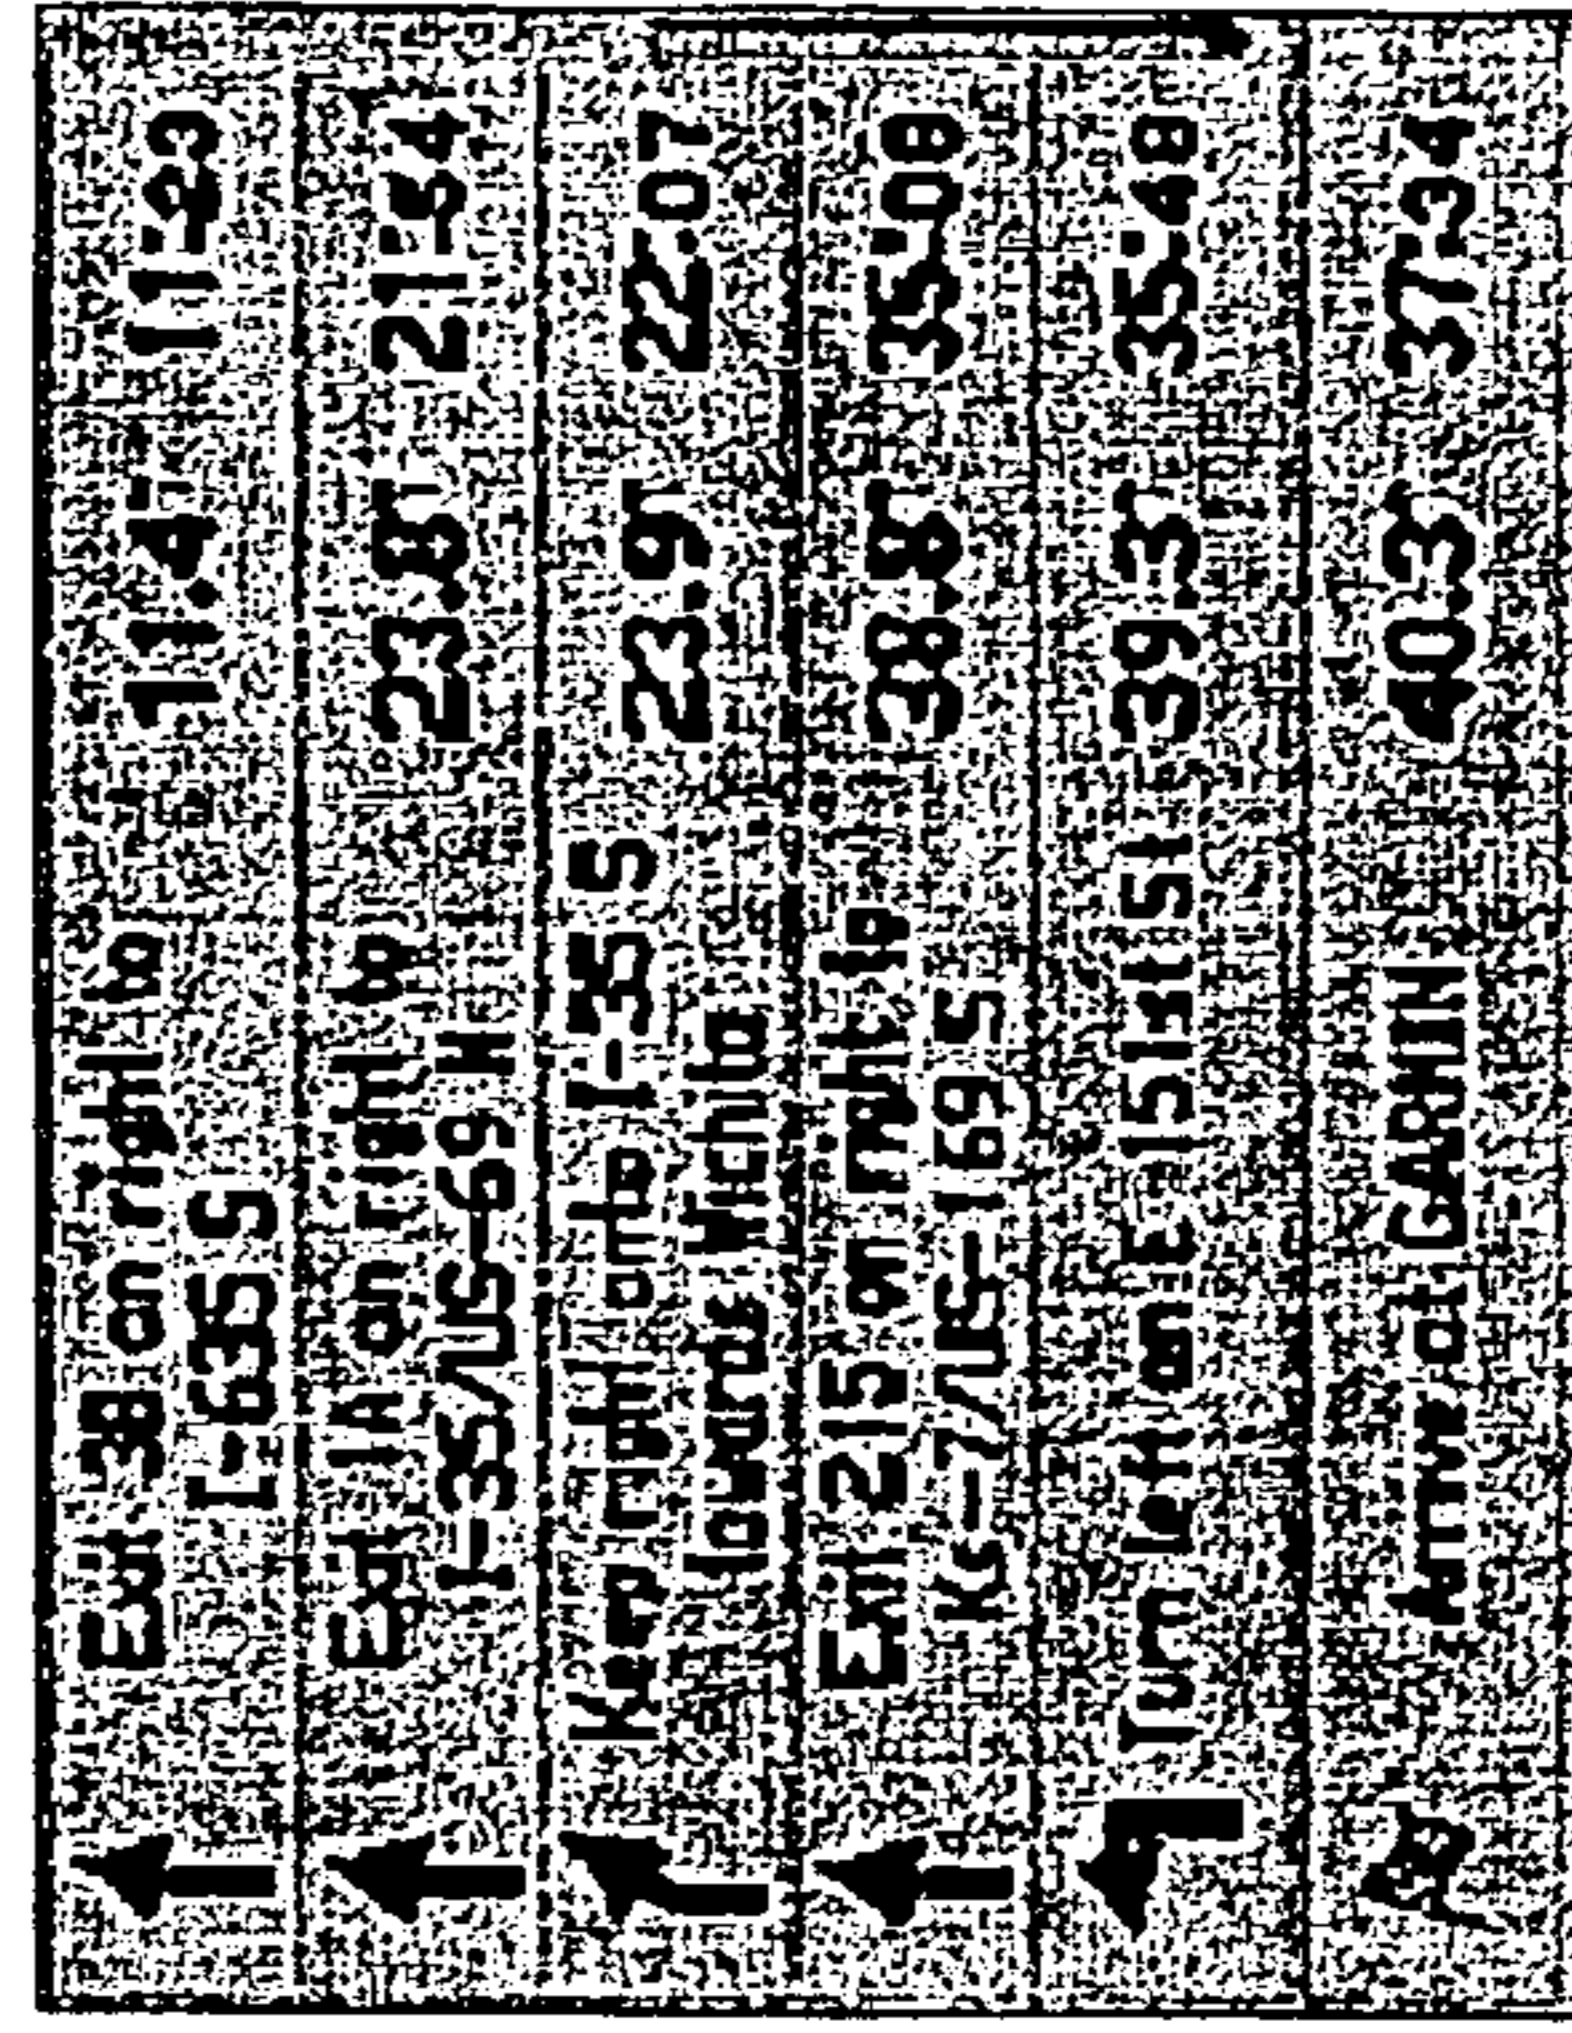 Exit 3B on right to 11.4" 11:23
I-635 S
Exit 1A on right to 23.8" 21:54
I-35/US-69 N
Keep right onto I-35 S 23.9" 22:07
towards Wichita
Exit 215 on right to 38.8" 35:08
Ks-7/US-169 S
Turn left on E 151st St 39.3" 35:48
Arrive at GARMIN 40.3" 37:34